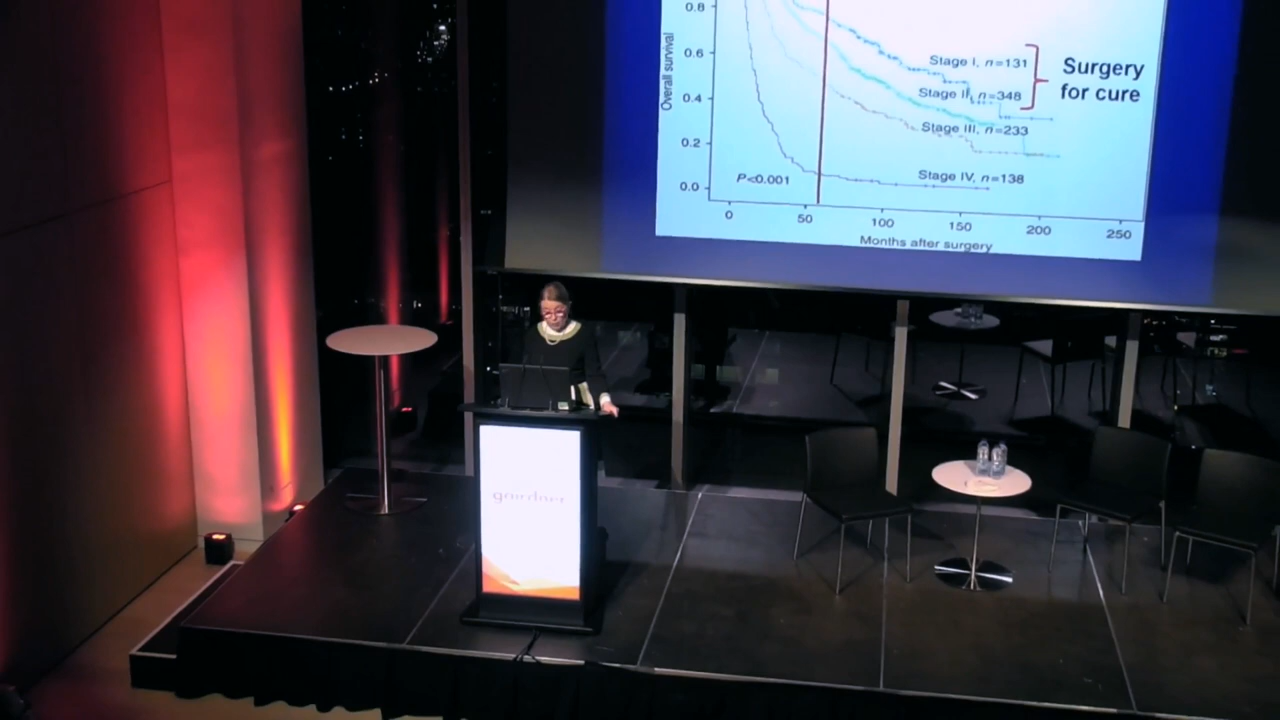 0.8
0.6
0.4
0.2
0.0
Overall survival
Stage I, n=131
Stage II, n=348
Surgery
for cure
Stage III, n=233
Stage IV, n=138
P<0.001
0
50
100
150
200
250
Months after surgery
gairdner